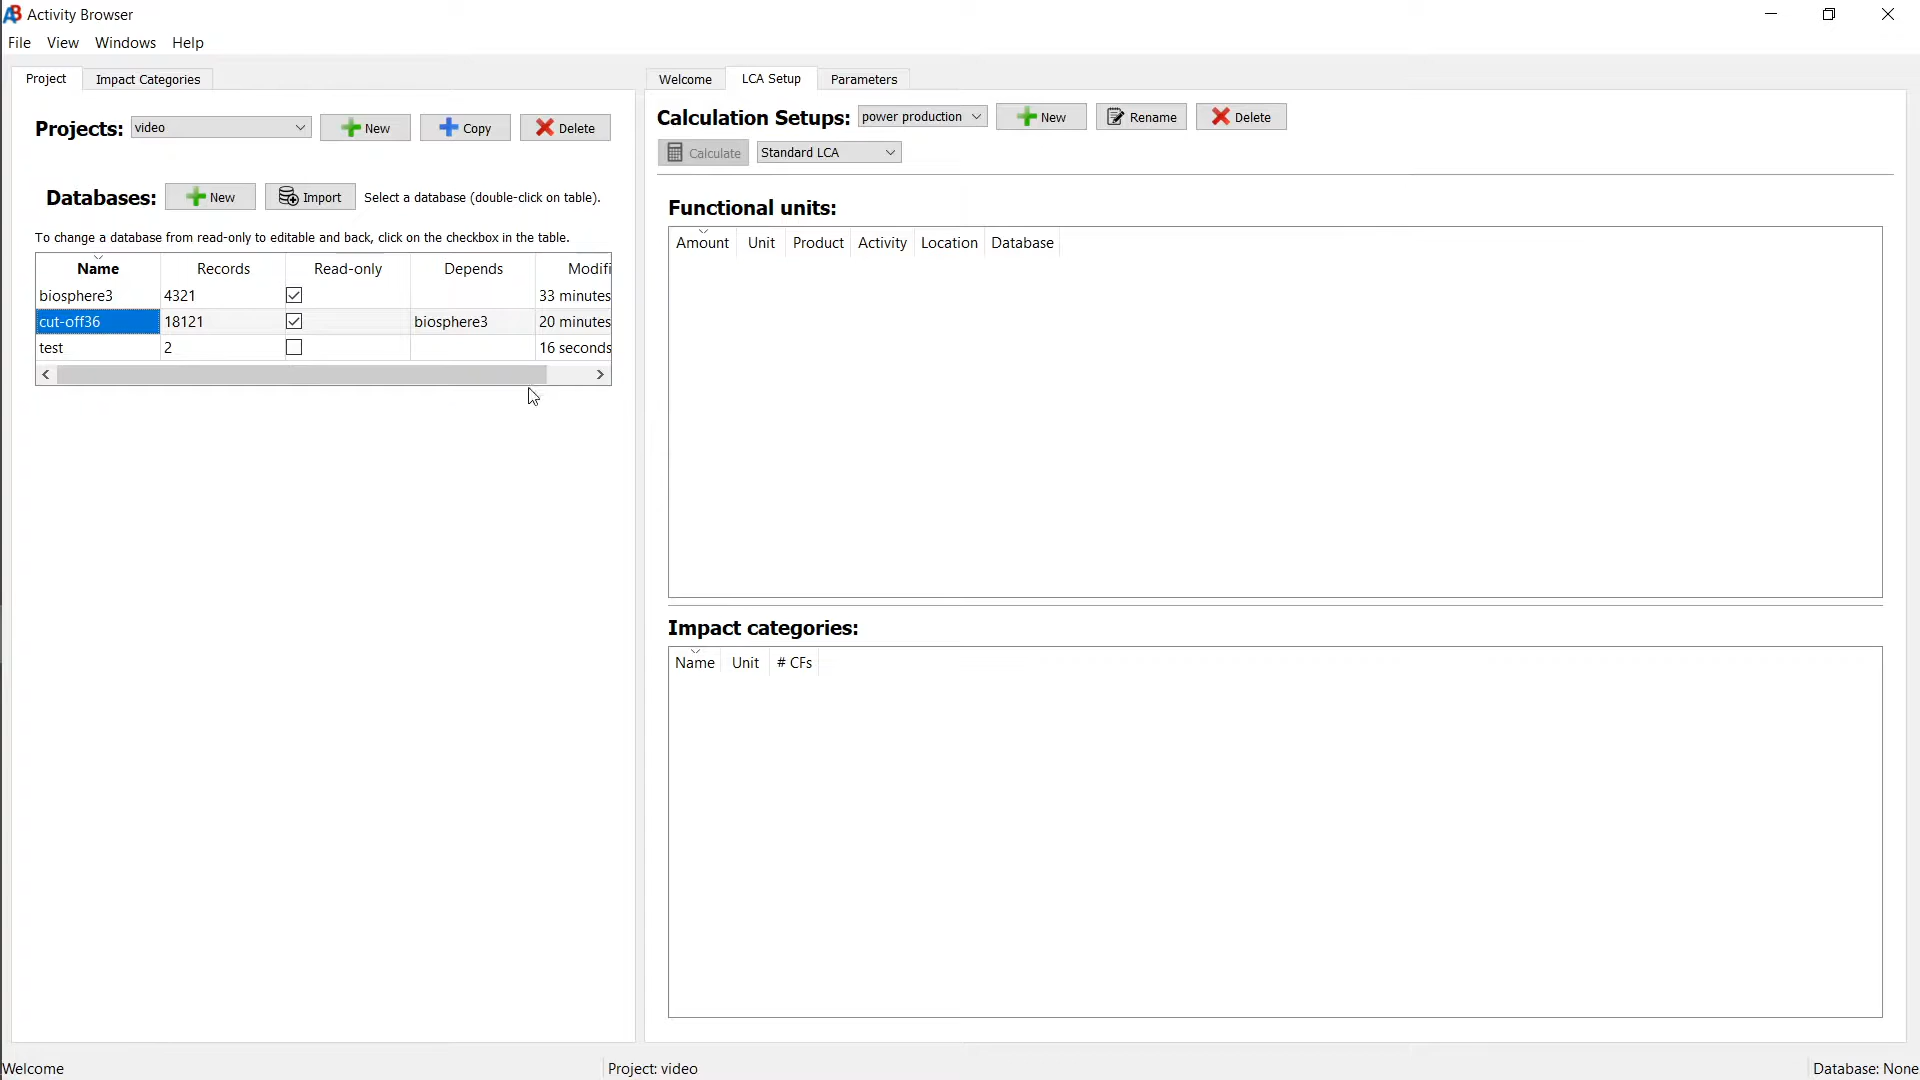 Activity Browser
File View Windows Help
Project Impact Categories
Projects: video New Copy Delete
Databases: New Import Select a database (double-click on table).
To change a database from read-only to editable and back, click on the checkbox in the table.
Name Records Read-only Depends Modifi
biosphere3 4321 33 minutes
cut-off36 18121 biosphere3 20 minutes
test 2 16 seconds
Welcome LCA Setup Parameters
Calculation Setups: power production New Rename Delete
Calculate Standard LCA
Functional units:
Amount Unit Product Activity Location Database
Impact categories:
Name Unit # CFs
Welcome Project: video Database: None